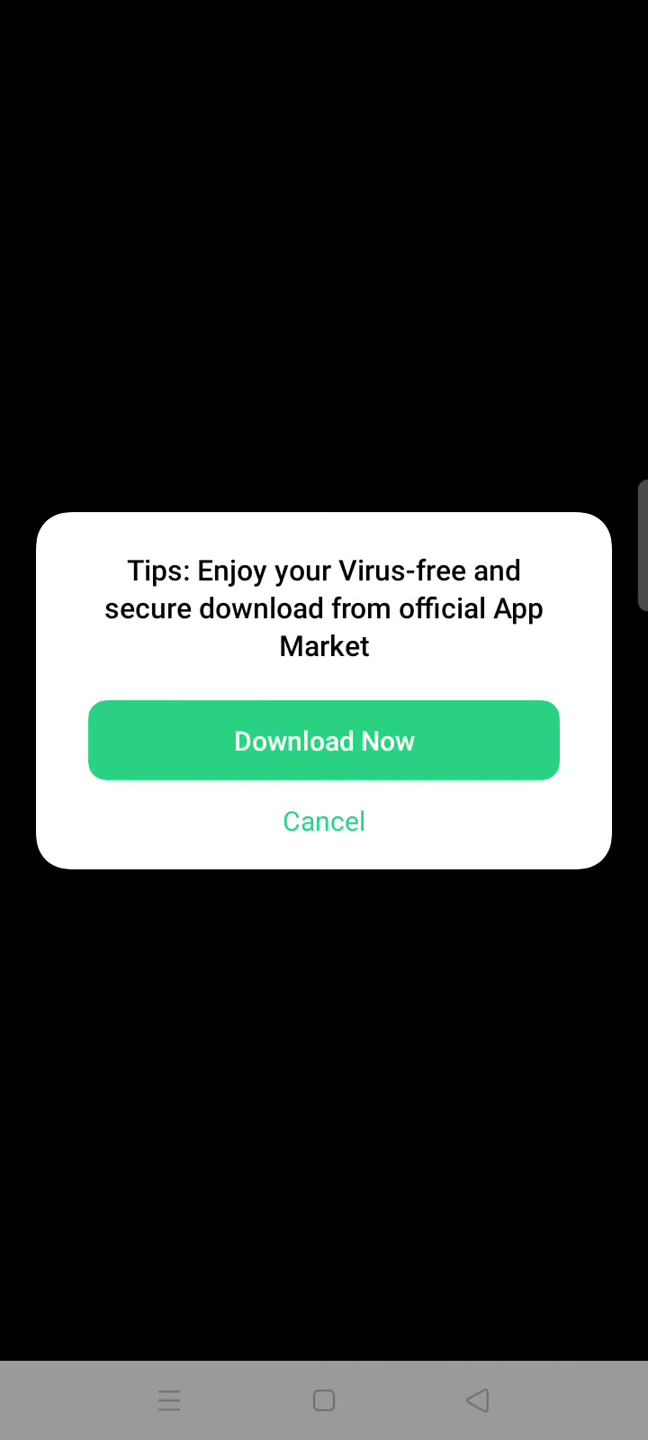 Tips: Enjoy your Virus-free and
secure download from official App
Market
Download Now
Cancel